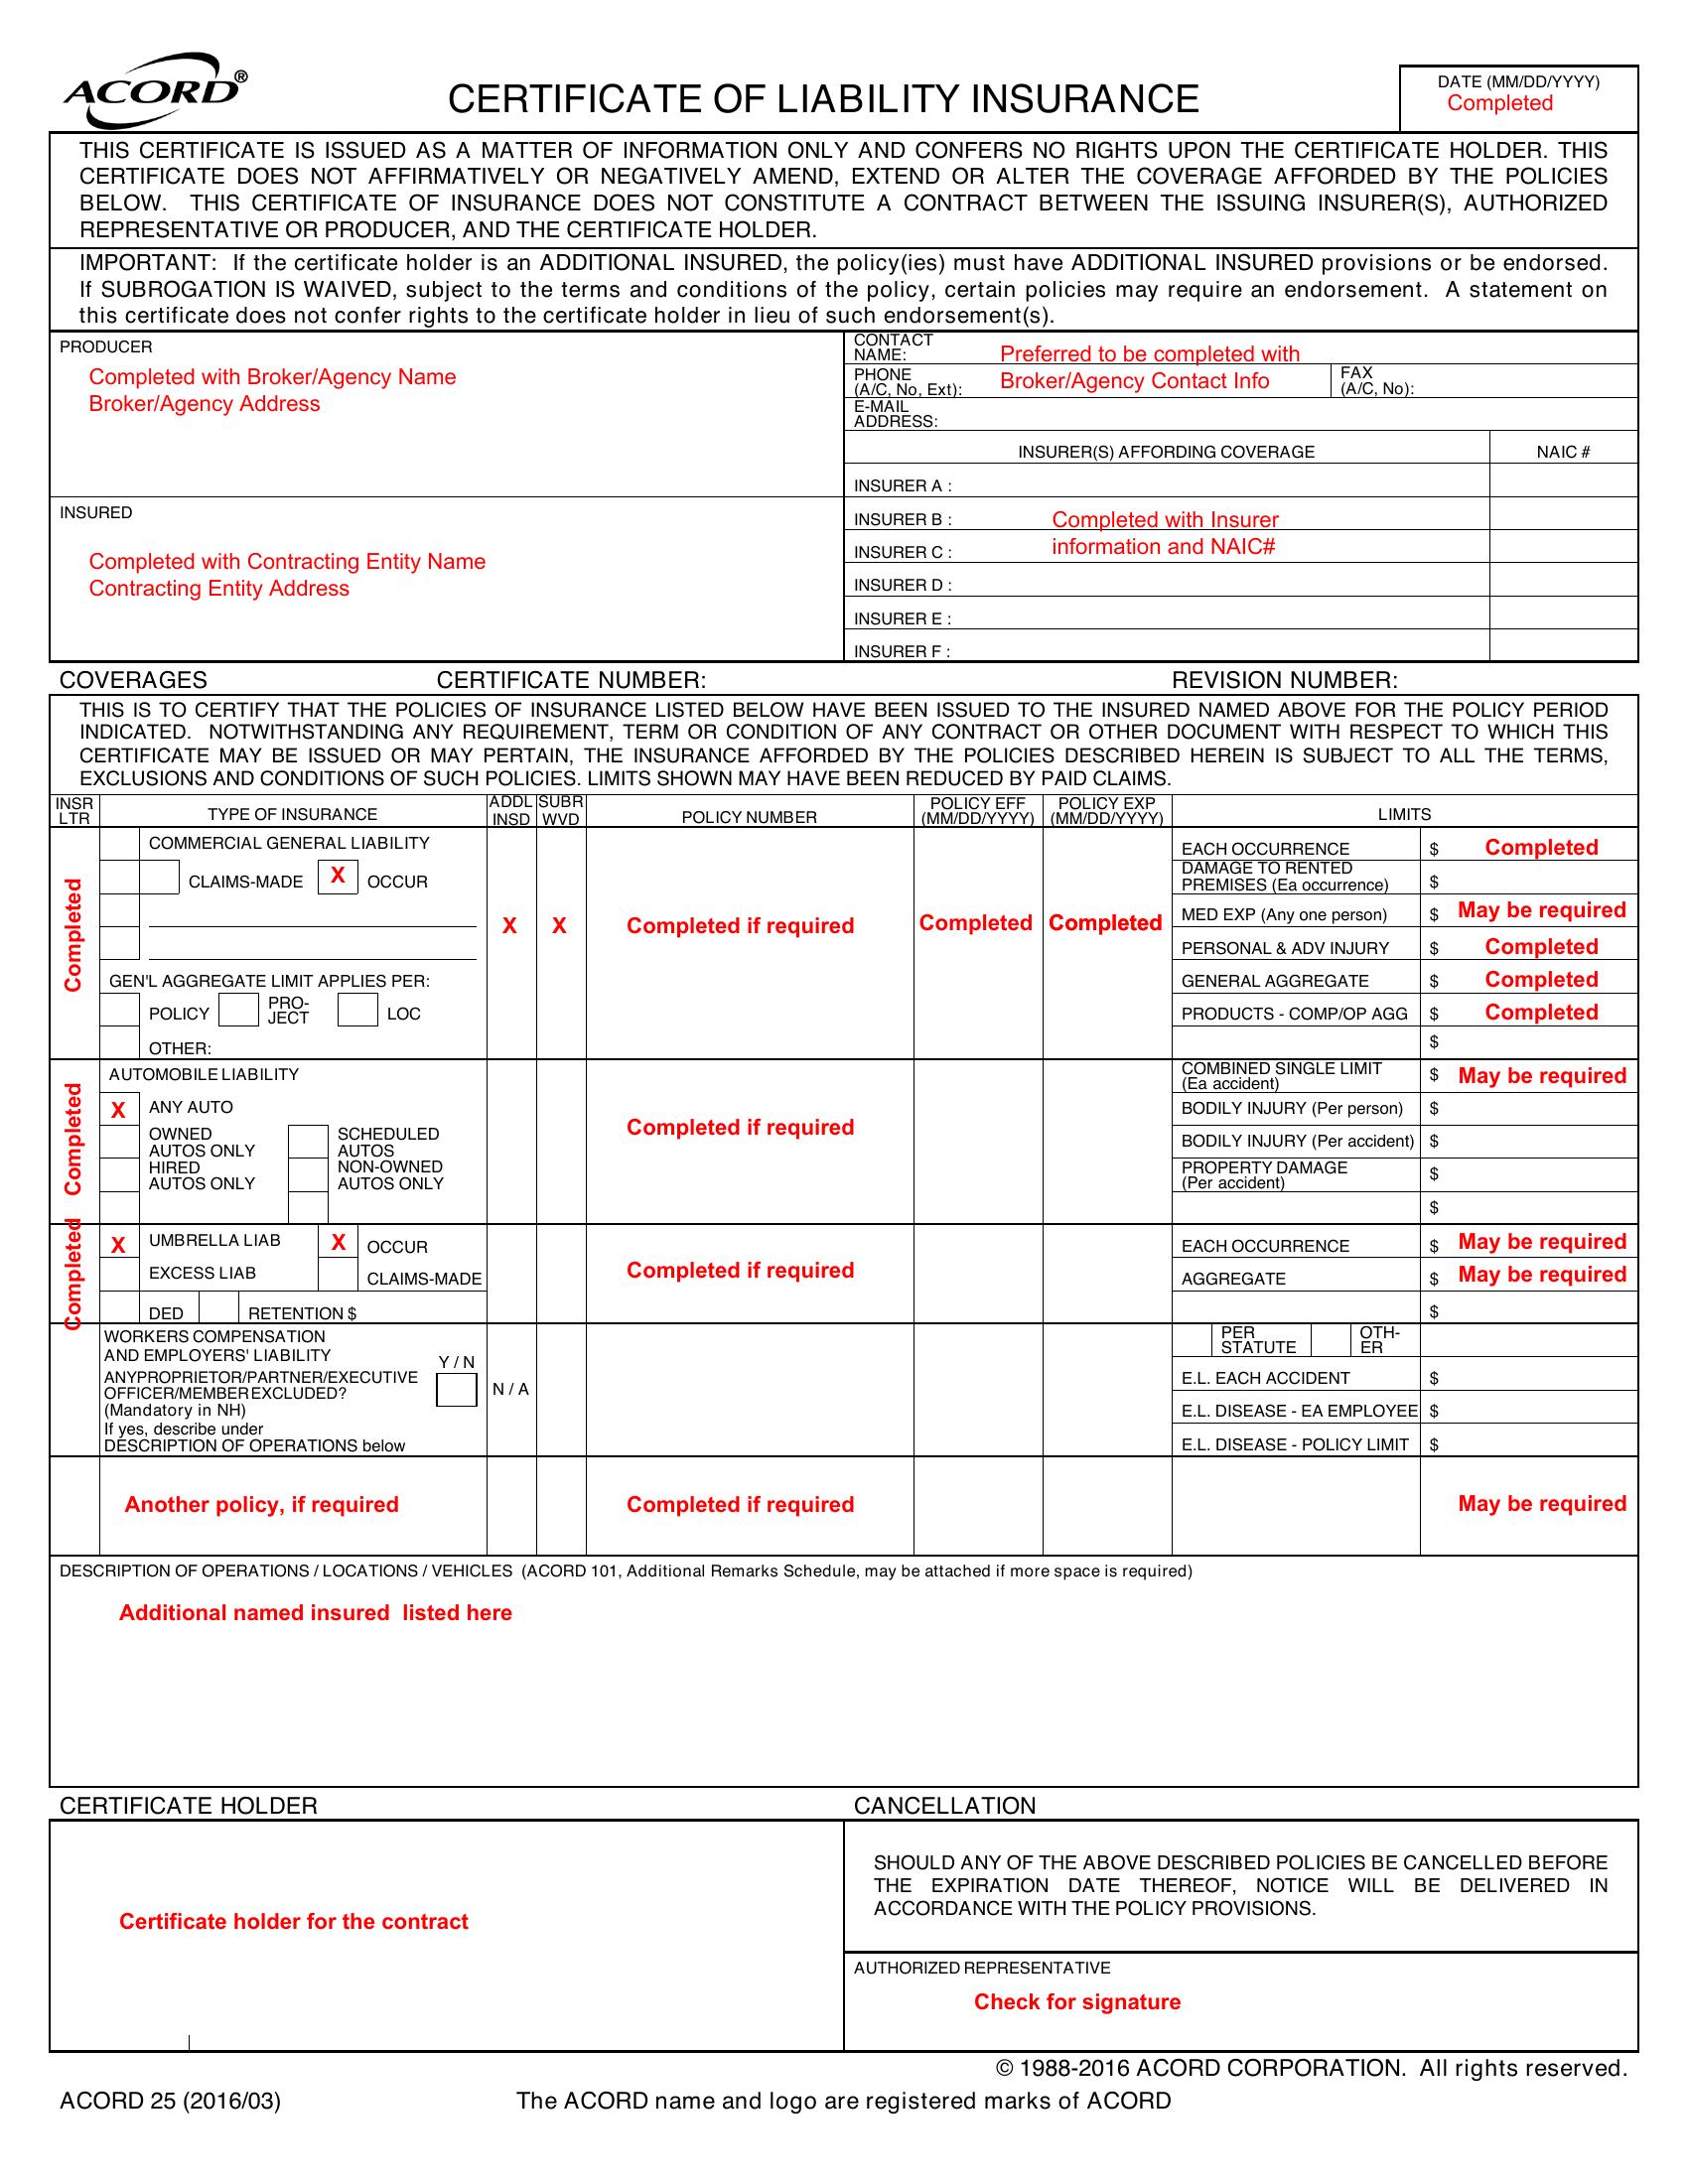 ACORD®
CERTIFICATE OF LIABILITY INSURANCE
DATE (MM/DD/YYYY)
Completed
THIS CERTIFICATE IS ISSUED AS A MATTER OF INFORMATION ONLY AND CONFERS NO RIGHTS UPON THE CERTIFICATE HOLDER. THIS
CERTIFICATE DOES NOT AFFIRMATIVELY OR NEGATIVELY AMEND, EXTEND OR ALTER THE COVERAGE AFFORDED BY THE POLICIES
BELOW. THIS CERTIFICATE OF INSURANCE DOES NOT CONSTITUTE A CONTRACT BETWEEN THE ISSUING INSURER(S), AUTHORIZED
REPRESENTATIVE OR PRODUCER, AND THE CERTIFICATE HOLDER.
IMPORTANT: If the certificate holder is an ADDITIONAL INSURED, the policy(ies) must have ADDITIONAL INSURED provisions or be endorsed.
If SUBROGATION IS WAIVED, subject to the terms and conditions of the policy, certain policies may require an endorsement. A statement on
this certificate does not confer rights to the certificate holder in lieu of such endorsement(s).
PRODUCER
Completed with Broker/Agency Name
Broker/Agency Address
CONTACT
NAME:
Preferred to be completed with
PHONE
(A/C, No, Ext):
Broker/Agency Contact Info
FAX
(A/C, No):
E-MAIL
ADDRESS:
INSURER(S) AFFORDING COVERAGE
NAIC #
INSURER A :
INSURED
Completed with Contracting Entity Name
Contracting Entity Address
INSURER B :
Completed with Insurer
INSURER C :
information and NAIC#
INSURER D :
INSURER E :
INSURER F :
COVERAGES
CERTIFICATE NUMBER:
REVISION NUMBER:
THIS IS TO CERTIFY THAT THE POLICIES OF INSURANCE LISTED BELOW HAVE BEEN ISSUED TO THE INSURED NAMED ABOVE FOR THE POLICY PERIOD
INDICATED. NOTWITHSTANDING ANY REQUIREMENT, TERM OR CONDITION OF ANY CONTRACT OR OTHER DOCUMENT WITH RESPECT TO WHICH THIS
CERTIFICATE MAY BE ISSUED OR MAY PERTAIN, THE INSURANCE AFFORDED BY THE POLICIES DESCRIBED HEREIN IS SUBJECT TO ALL THE TERMS,
EXCLUSIONS AND CONDITIONS OF SUCH POLICIES. LIMITS SHOWN MAY HAVE BEEN REDUCED BY PAID CLAIMS.
INSR
LTR
TYPE OF INSURANCE
ADDL
INSD
SUBR
WVD
POLICY NUMBER
POLICY EFF
(MM/DD/YYYY)
POLICY EXP
(MM/DD/YYYY)
LIMITS
Completed
COMMERCIAL GENERAL LIABILITY
CLAIMS-MADE
X
OCCUR
GEN'L AGGREGATE LIMIT APPLIES PER:
POLICY
PRO-
JECT
LOC
OTHER:
X
X
Completed if required
Completed
Completed
EACH OCCURRENCE
$
Completed
DAMAGE TO RENTED
PREMISES (Ea occurrence)
$
MED EXP (Any one person)
$
May be required
PERSONAL & ADV INJURY
$
Completed
GENERAL AGGREGATE
$
Completed
PRODUCTS - COMP/OP AGG
$
Completed
$
Completed
AUTOMOBILE LIABILITY
X
ANY AUTO
OWNED
AUTOS ONLY
SCHEDULED
AUTOS
HIRED
AUTOS ONLY
NON-OWNED
AUTOS ONLY
Completed if required
COMBINED SINGLE LIMIT
(Ea accident)
$
May be required
BODILY INJURY (Per person)
$
BODILY INJURY (Per accident)
$
PROPERTY DAMAGE
(Per accident)
$
$
Completed
X
UMBRELLA LIAB
X
OCCUR
EXCESS LIAB
CLAIMS-MADE
DED
RETENTION $
Completed if required
EACH OCCURRENCE
$
May be required
AGGREGATE
$
May be required
$
WORKERS COMPENSATION
AND EMPLOYERS' LIABILITY
Y / N
ANYPROPRIETOR/PARTNER/EXECUTIVE
OFFICER/MEMBER EXCLUDED?
(Mandatory in NH)
If yes, describe under
DESCRIPTION OF OPERATIONS below
N / A
PER
STATUTE
OTH-
ER
E.L. EACH ACCIDENT
$
E.L. DISEASE - EA EMPLOYEE
$
E.L. DISEASE - POLICY LIMIT
$
Another policy, if required
Completed if required
May be required
DESCRIPTION OF OPERATIONS / LOCATIONS / VEHICLES (ACORD 101, Additional Remarks Schedule, may be attached if more space is required)
Additional named insured listed here
CERTIFICATE HOLDER
Certificate holder for the contract
CANCELLATION
SHOULD ANY OF THE ABOVE DESCRIBED POLICIES BE CANCELLED BEFORE
THE EXPIRATION DATE THEREOF, NOTICE WILL BE DELIVERED IN
ACCORDANCE WITH THE POLICY PROVISIONS.
AUTHORIZED REPRESENTATIVE
Check for signature
© 1988-2016 ACORD CORPORATION. All rights reserved.
ACORD 25 (2016/03)
The ACORD name and logo are registered marks of ACORD